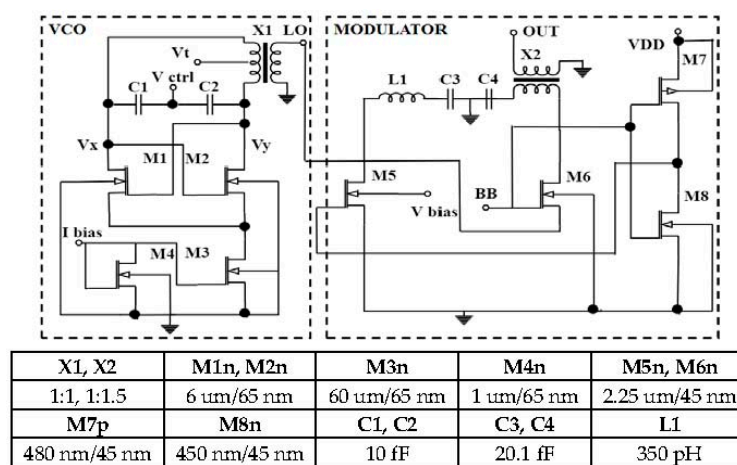 VCO X1 LO MODULATOR OUT
Vt X2 VDD
V ctrl L1 C3 C4 M7
C1 C2
Vx Vy
M1 M2 M5 M6 M8
V bias BB
I bias
M4 M3
X1, X2 M1n, M2n M3n M4n M5n, M6n
1:1, 1:1.5 6 um/65 nm 60 um/65 nm 1 um/65 nm 2.25 um/45 nm
M7p M8n C1, C2 C3, C4 L1
480 nm/45 nm 450 nm/45 nm 10 fF 20.1 fF 350 pH